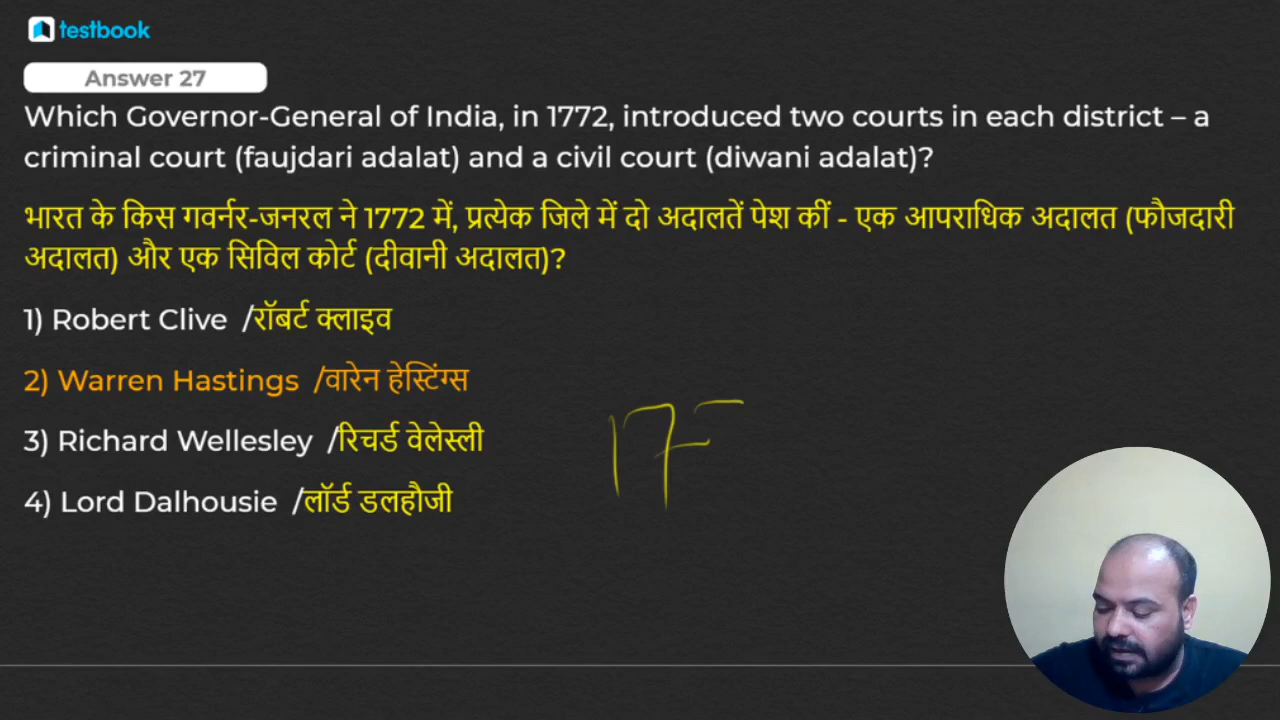 testbook
Answer 27
Which Governor-General of India, in 1772, introduced two courts in each district – a
criminal court (faujdari adalat) and a civil court (diwani adalat)?
भारत के किस गवर्नर-जनरल ने 1772 में, प्रत्येक जिले में दो अदालतें पेश कीं - एक आपराधिक अदालत (फौजदारी
अदालत) और एक सिविल कोर्ट (दीवानी अदालत)?
1) Robert Clive /रॉबर्ट क्लाइव
2) Warren Hastings /वारेन हेस्टिंग्स
3) Richard Wellesley /रिचर्ड वेलेस्ली
4) Lord Dalhousie /लॉर्ड डलहौजी
17